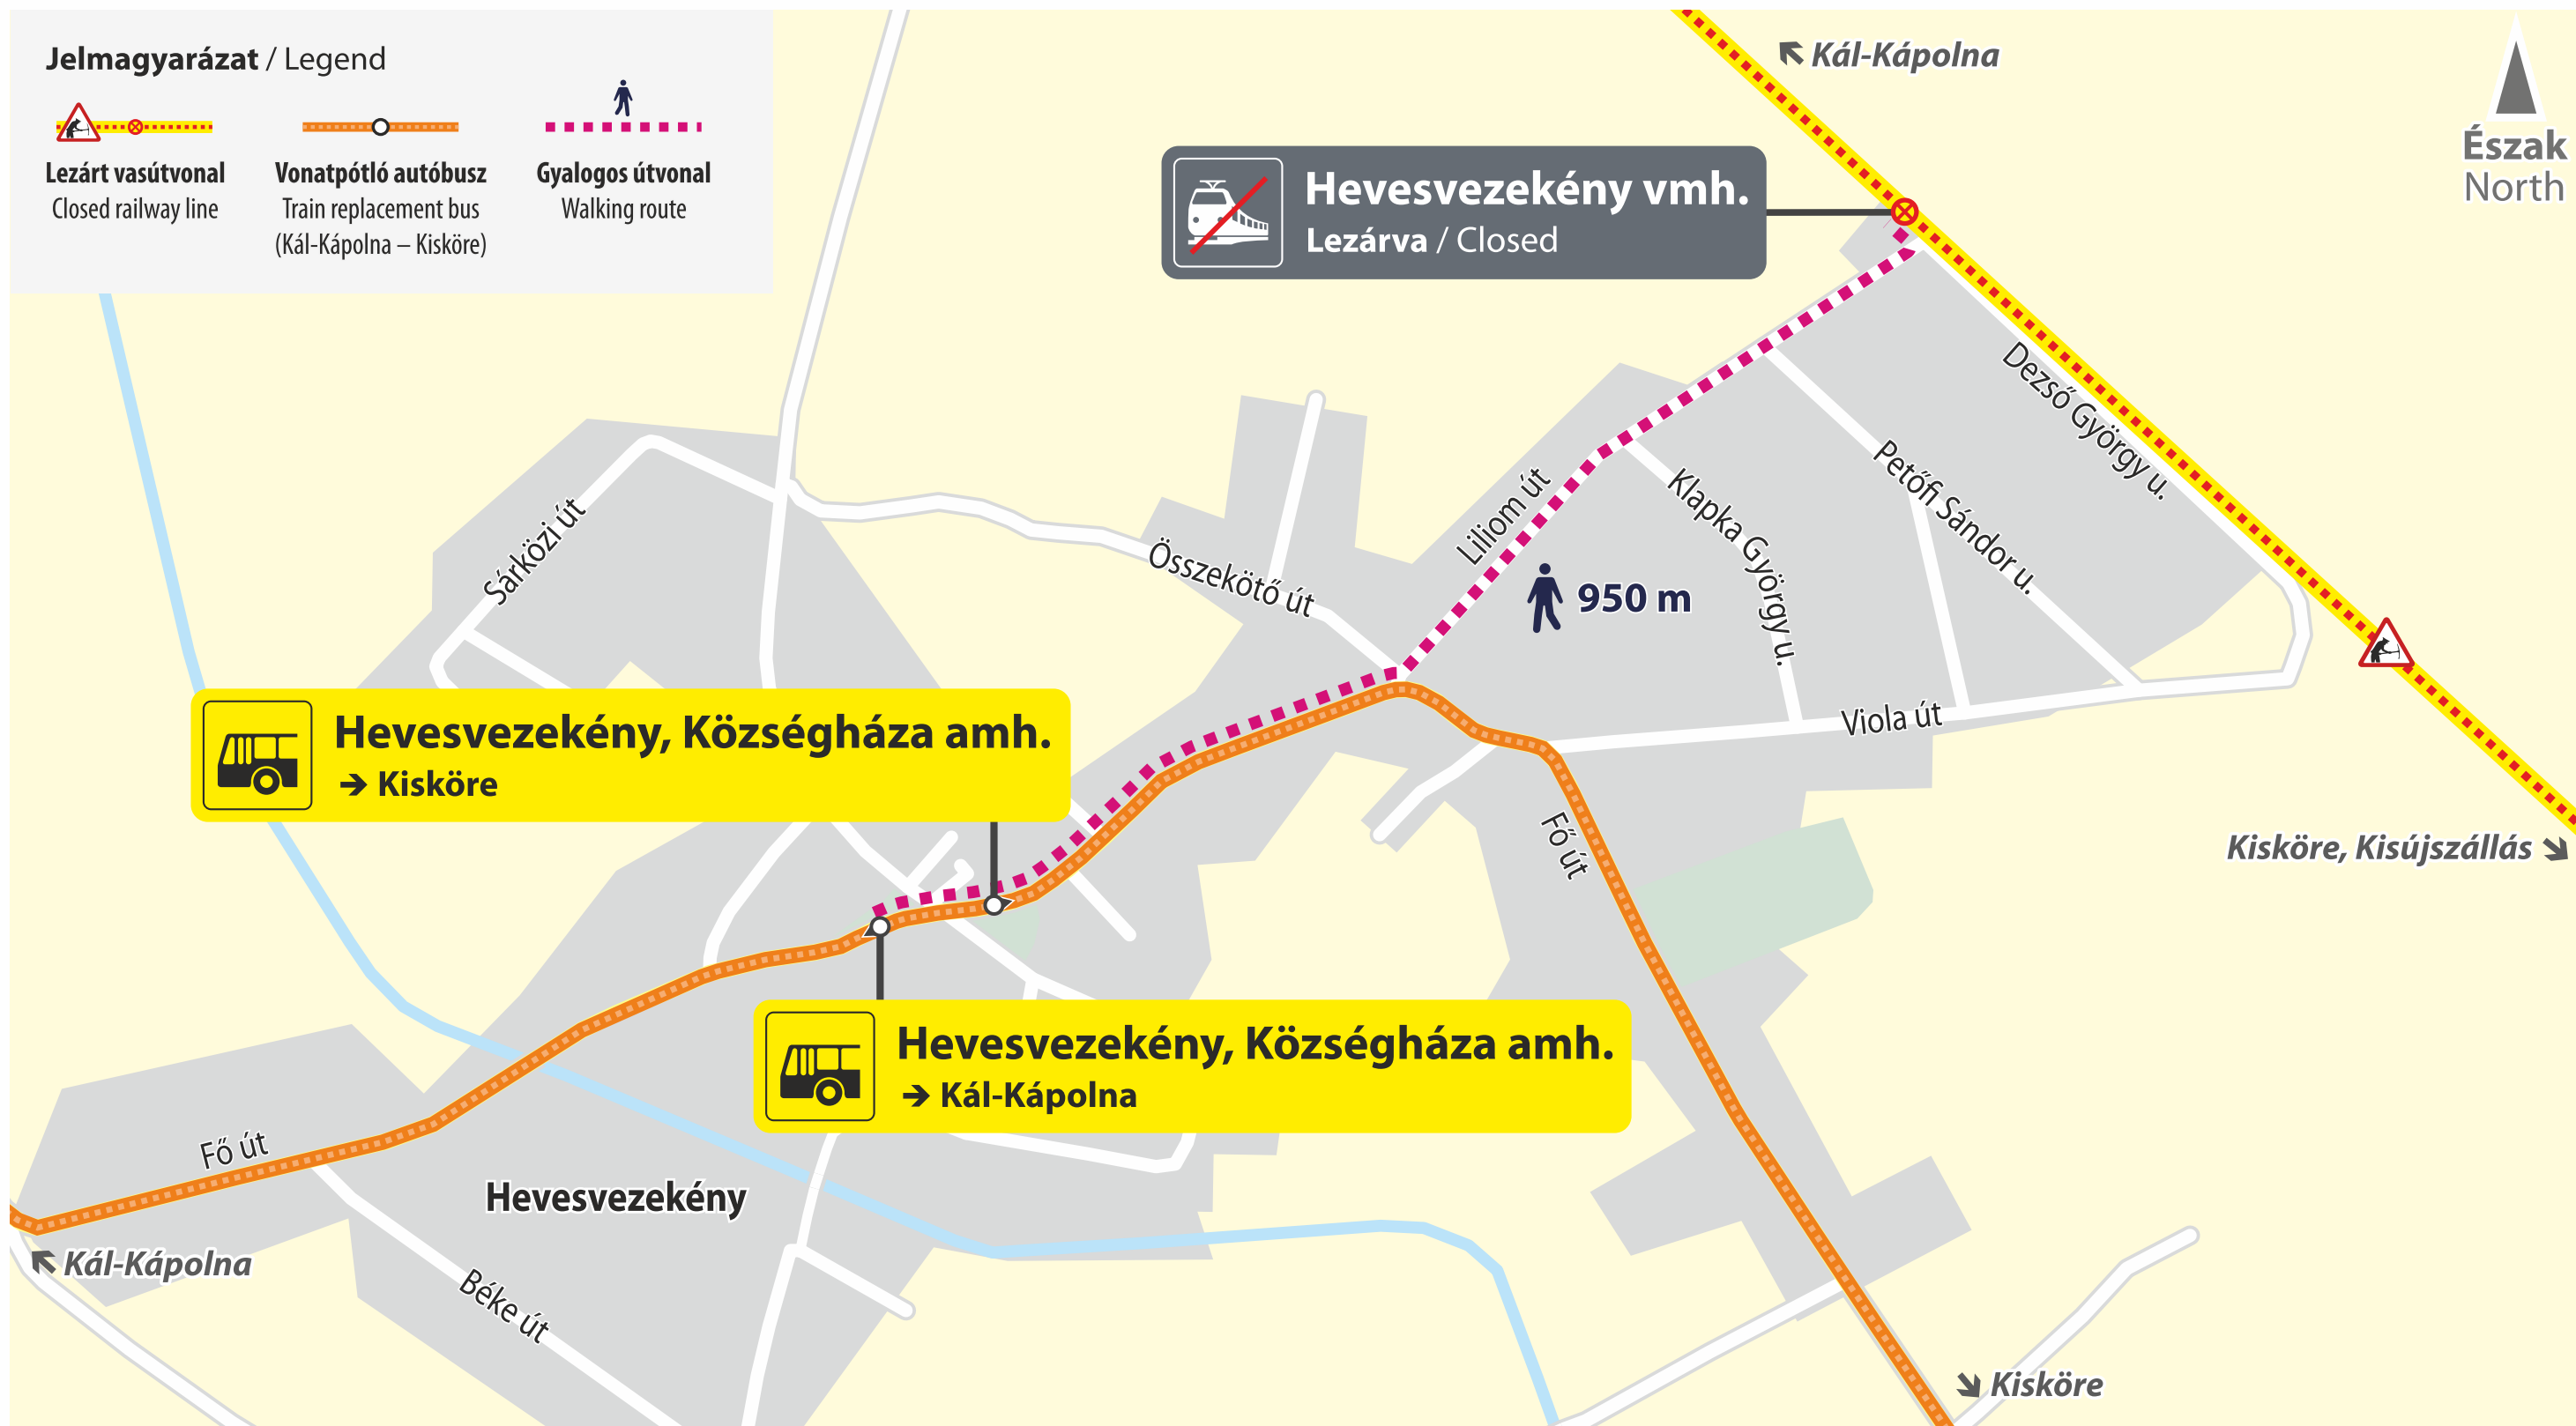 Jelmagyarázat / Legend
Lezárt vasútvonal
Closed railway line
Vonatpótló autóbusz
Train replacement bus
(Kál-Kápolna – Kisköre)
Gyalogos útvonal
Walking route
Kál-Kápolna
Észak
North
Hevesvezekény vmh.
Lezárva / Closed
Dezső György u.
Petőfi Sándor u.
Klapka György u.
Liliom út
Összekötő út
Sárközi út
950 m
Viola út
Hevesvezekény, Községháza amh.
→ Kisköre
Fő út
Kisköre, Kisújszállás
Hevesvezekény, Községháza amh.
→ Kál-Kápolna
Fő út
Hevesvezekény
Kál-Kápolna
Béke út
Kisköre